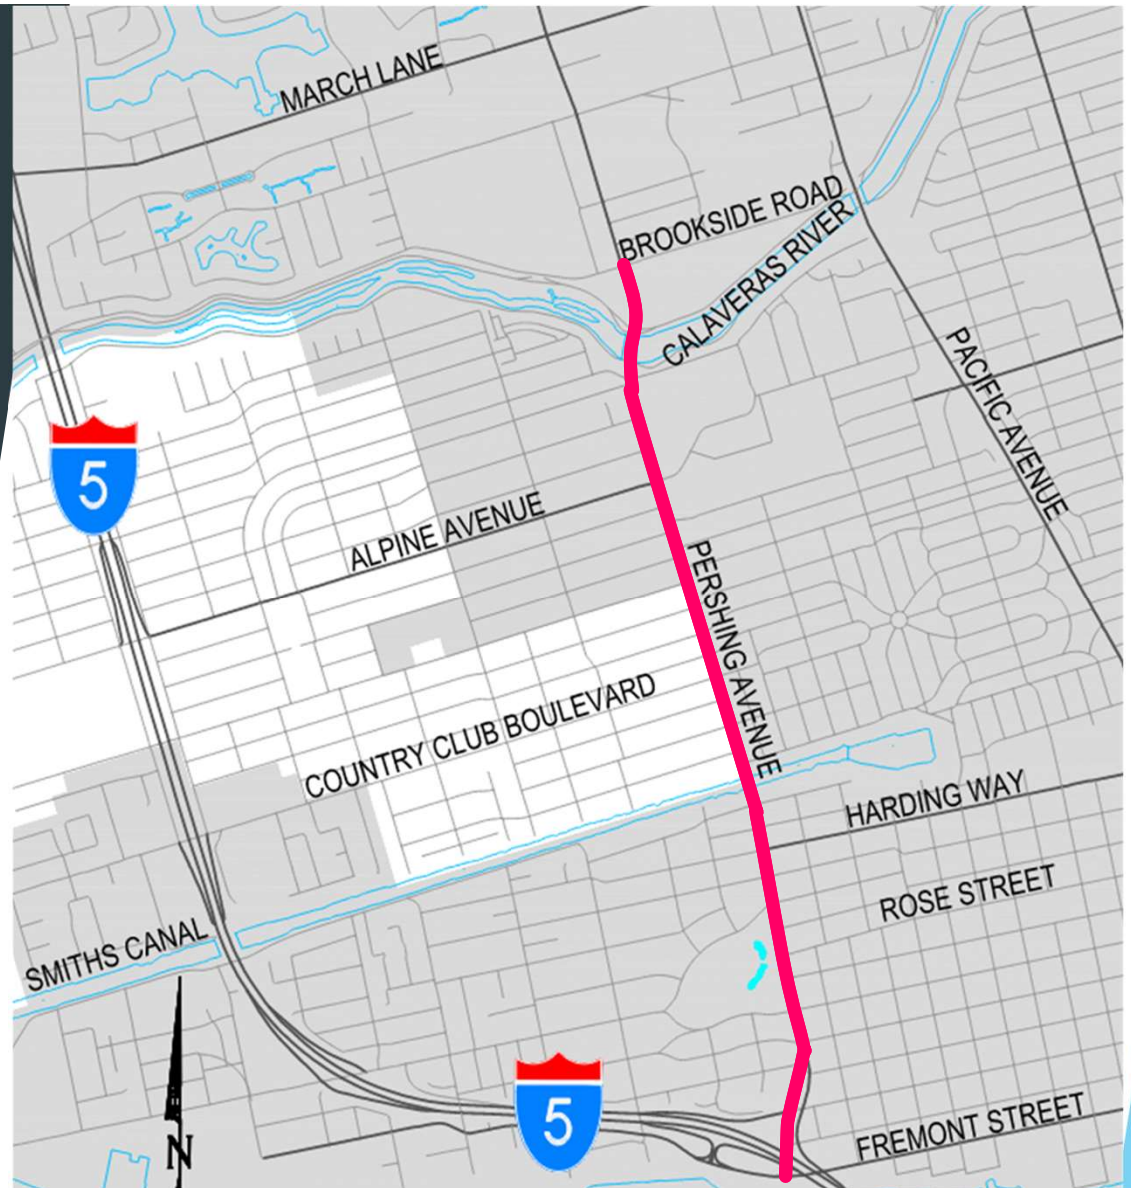 MARCH LANE
BROOKSIDE ROAD
CALAVERAS RIVER
PACIFIC AVENUE
5
ALPINE AVENUE
PERSHING AVENUE
COUNTRY CLUB BOULEVARD
HARDING WAY
ROSE STREET
SMITHS CANAL
5
FREMONT STREET
N